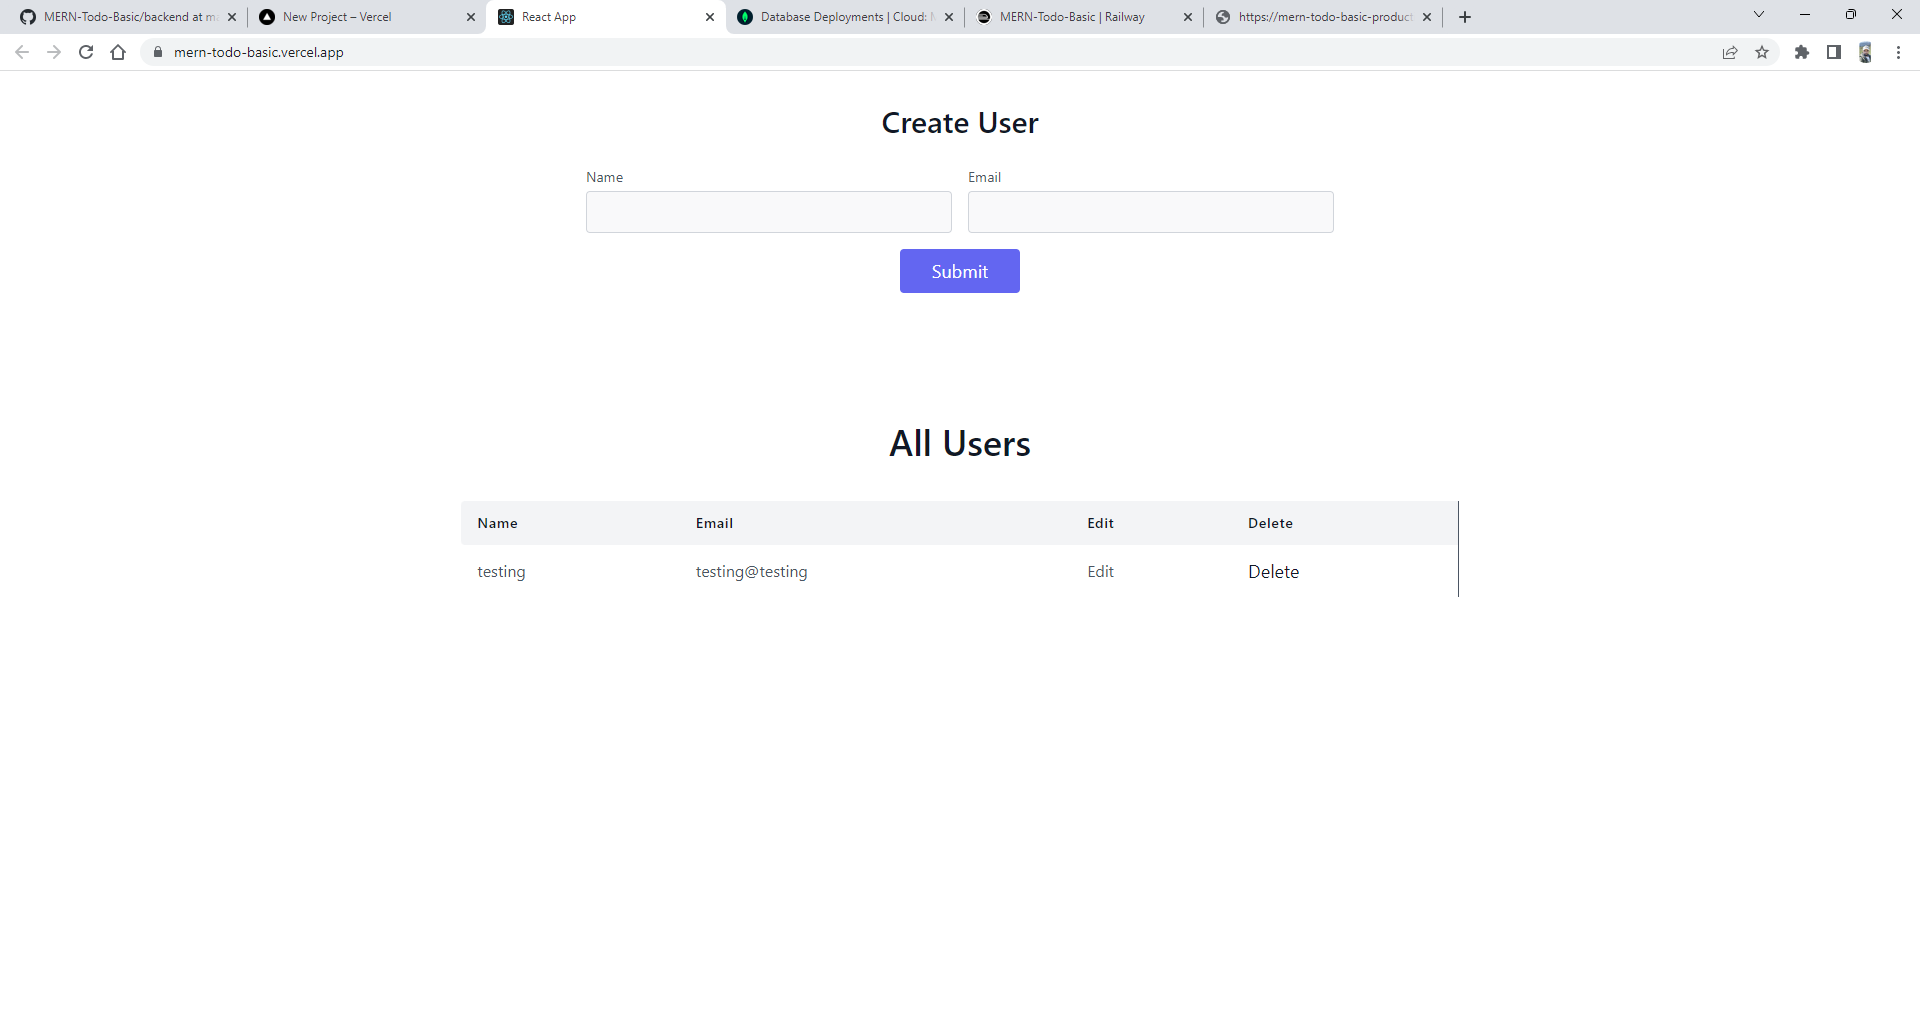 MERN-Todo-Basic/backend at ma
New Project – Vercel
React App
Database Deployments | Cloud: M
MERN-Todo-Basic | Railway
https://mern-todo-basic-product
mern-todo-basic.vercel.app
Create User
Name Email
Submit
All Users
Name Email Edit Delete
testing testing@testing Edit Delete